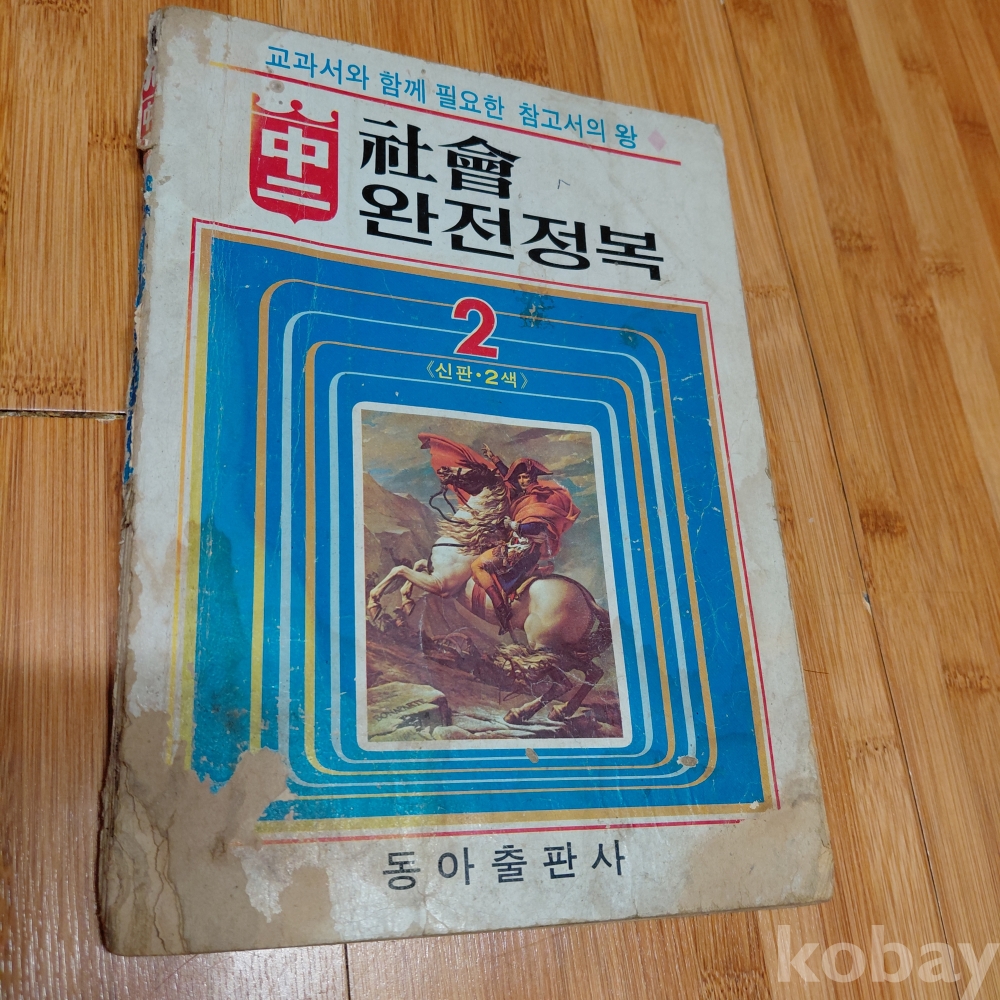 교과서와 함께 필요한 참고서의 왕
中二
社會
완전정복
2
《신판·2색》
동아출판사
kobay